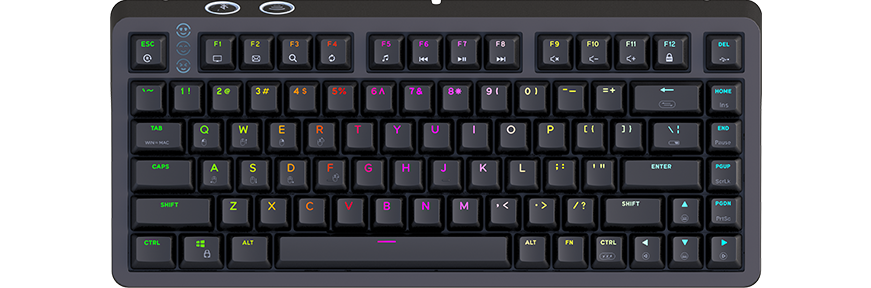 ESC F1 F2 F3 F4 F5 F6 F7 F8 F9 F10 F11 F12 DEL
`~ 1! 2@ 3# 4$ 5% 6^ 7& 8* 9( 0) -– =+ HOME Ins
TAB WIN MAC Q W E R T Y U I O P [{ ]} \| END Pause
CAPS A S D F G H J K L ;: '" ENTER PGUP ScrLk
SHIFT Z X C V B N M ,< .> /? SHIFT PGDN PrtSc
CTRL ALT ALT FN CTRL